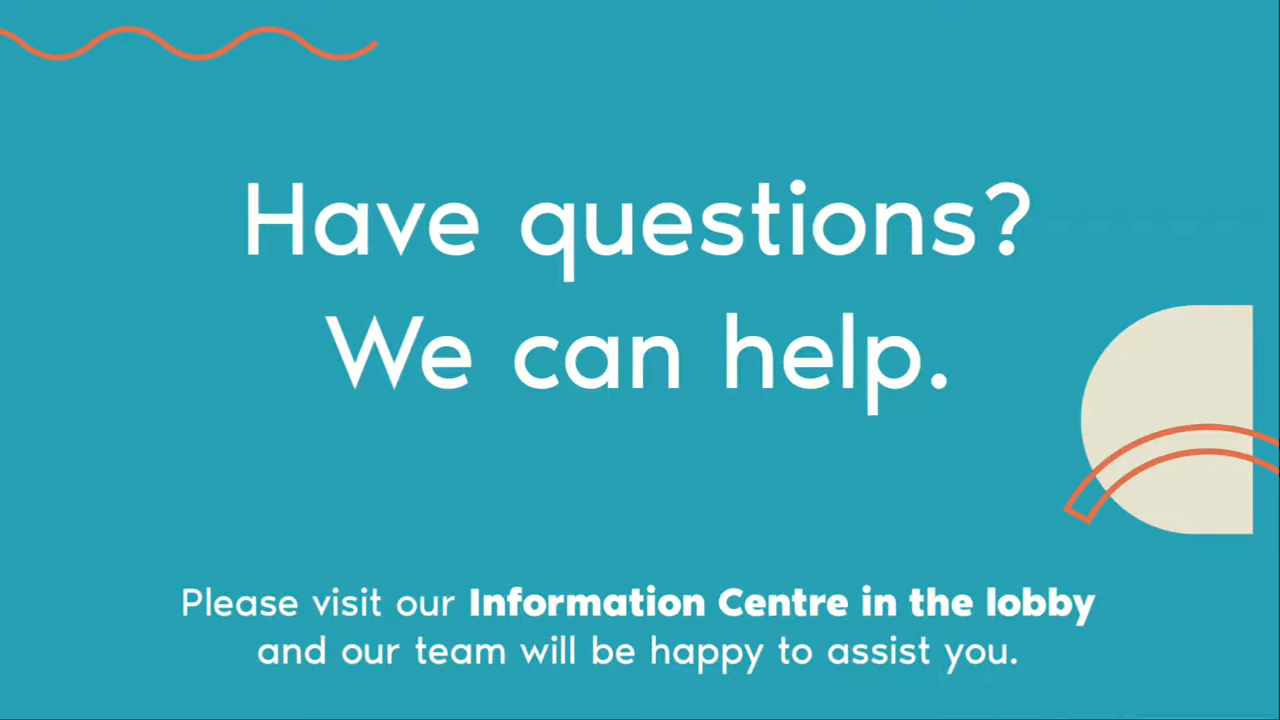 Have questions?
We can help.
Please visit our Information Centre in the lobby
and our team will be happy to assist you.